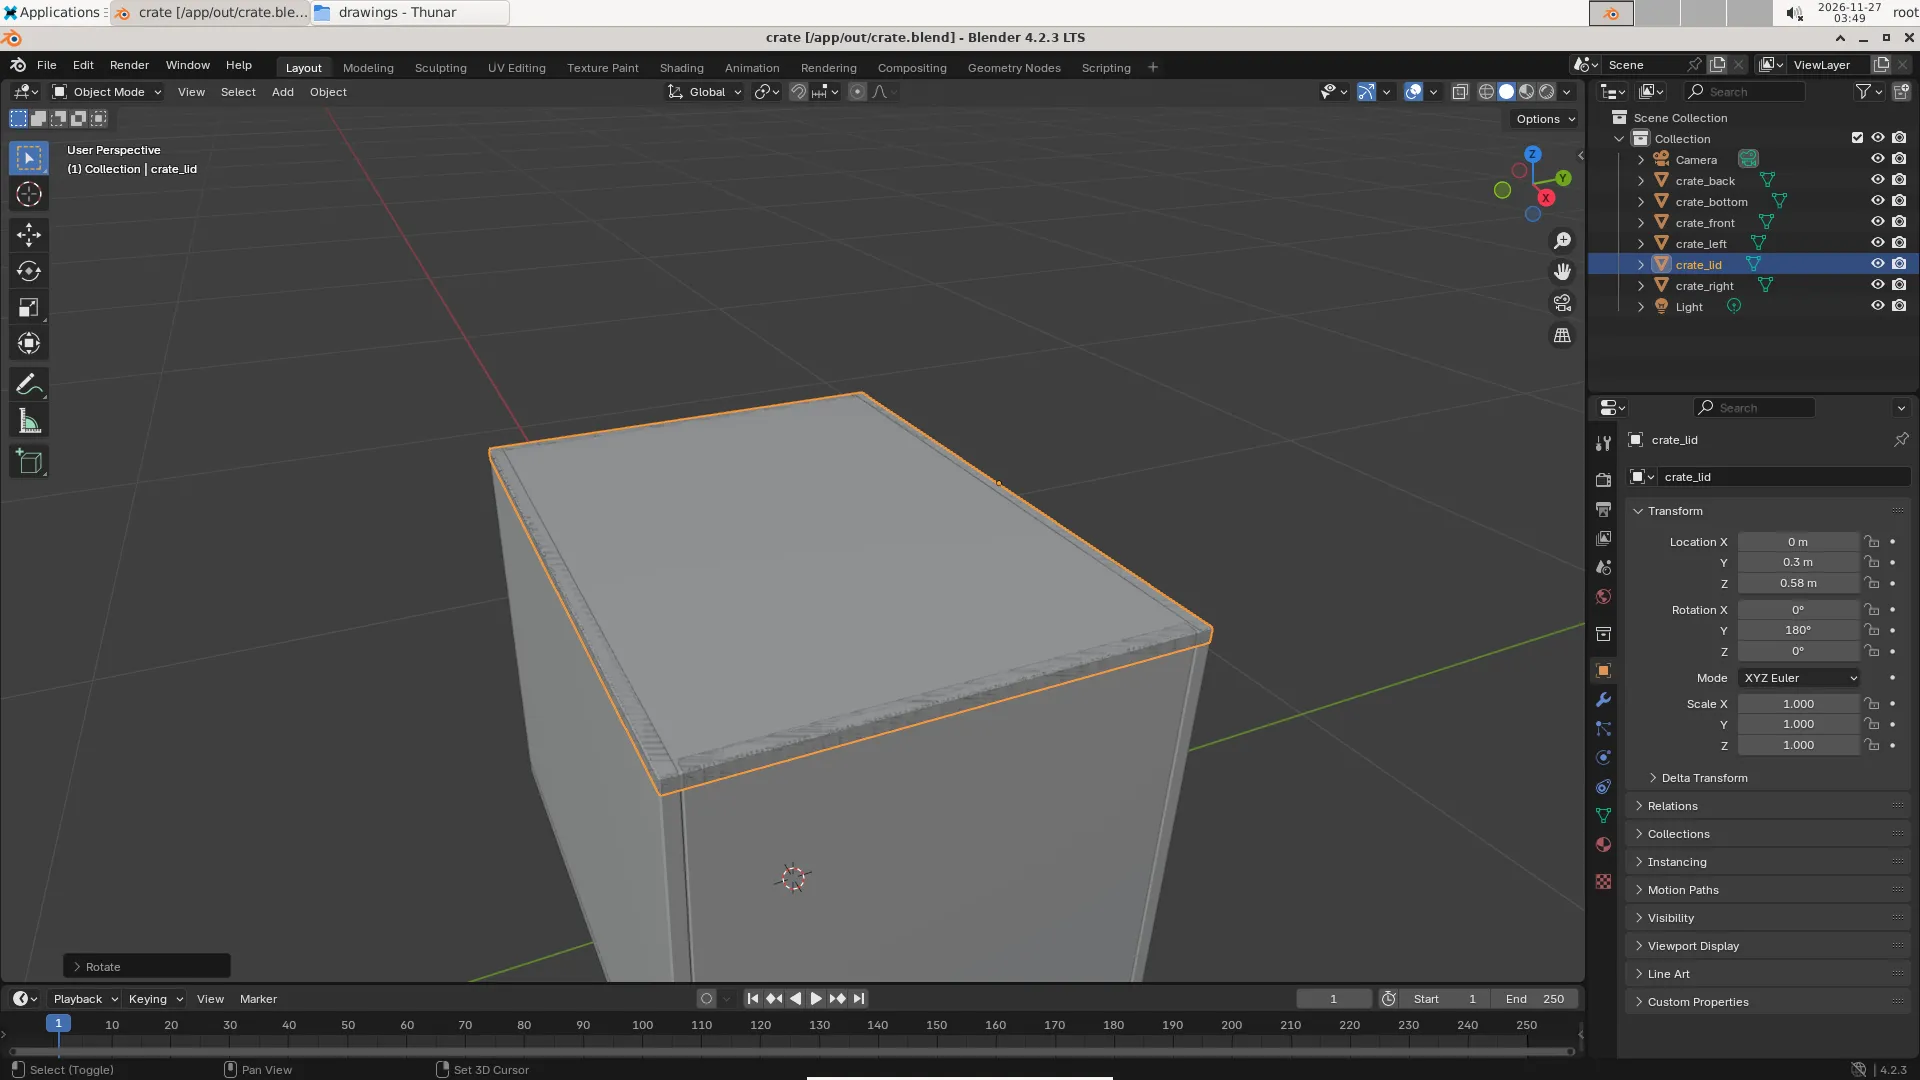 Applications
crate [/app/out/crate.ble...
drawings - Thunar
2026-11-27
03:49
root
crate [/app/out/crate.blend] - Blender 4.2.3 LTS
File Edit Render Window Help
Layout Modeling Sculpting UV Editing Texture Paint Shading Animation Rendering Compositing Geometry Nodes Scripting
Scene
ViewLayer
Object Mode View Select Add Object
Global
Search
Options
User Perspective
(1) Collection | crate_lid
Z
Y
X
Scene Collection
Collection
Camera
crate_back
crate_bottom
crate_front
crate_left
crate_lid
crate_right
Light
Search
crate_lid
crate_lid
Transform
Location X 0 m
Y 0.3 m
Z 0.58 m
Rotation X 0°
Y 180°
Z 0°
Mode XYZ Euler
Scale X 1.000
Y 1.000
Z 1.000
Delta Transform
Relations
Collections
Instancing
Motion Paths
Visibility
Viewport Display
Line Art
Custom Properties
Rotate
Playback Keying View Marker
1 Start 1 End 250
1 10 20 30 40 50 60 70 80 90 100 110 120 130 140 150 160 170 180 190 200 210 220 230 240 250
Select (Toggle) Pan View Set 3D Cursor
4.2.3